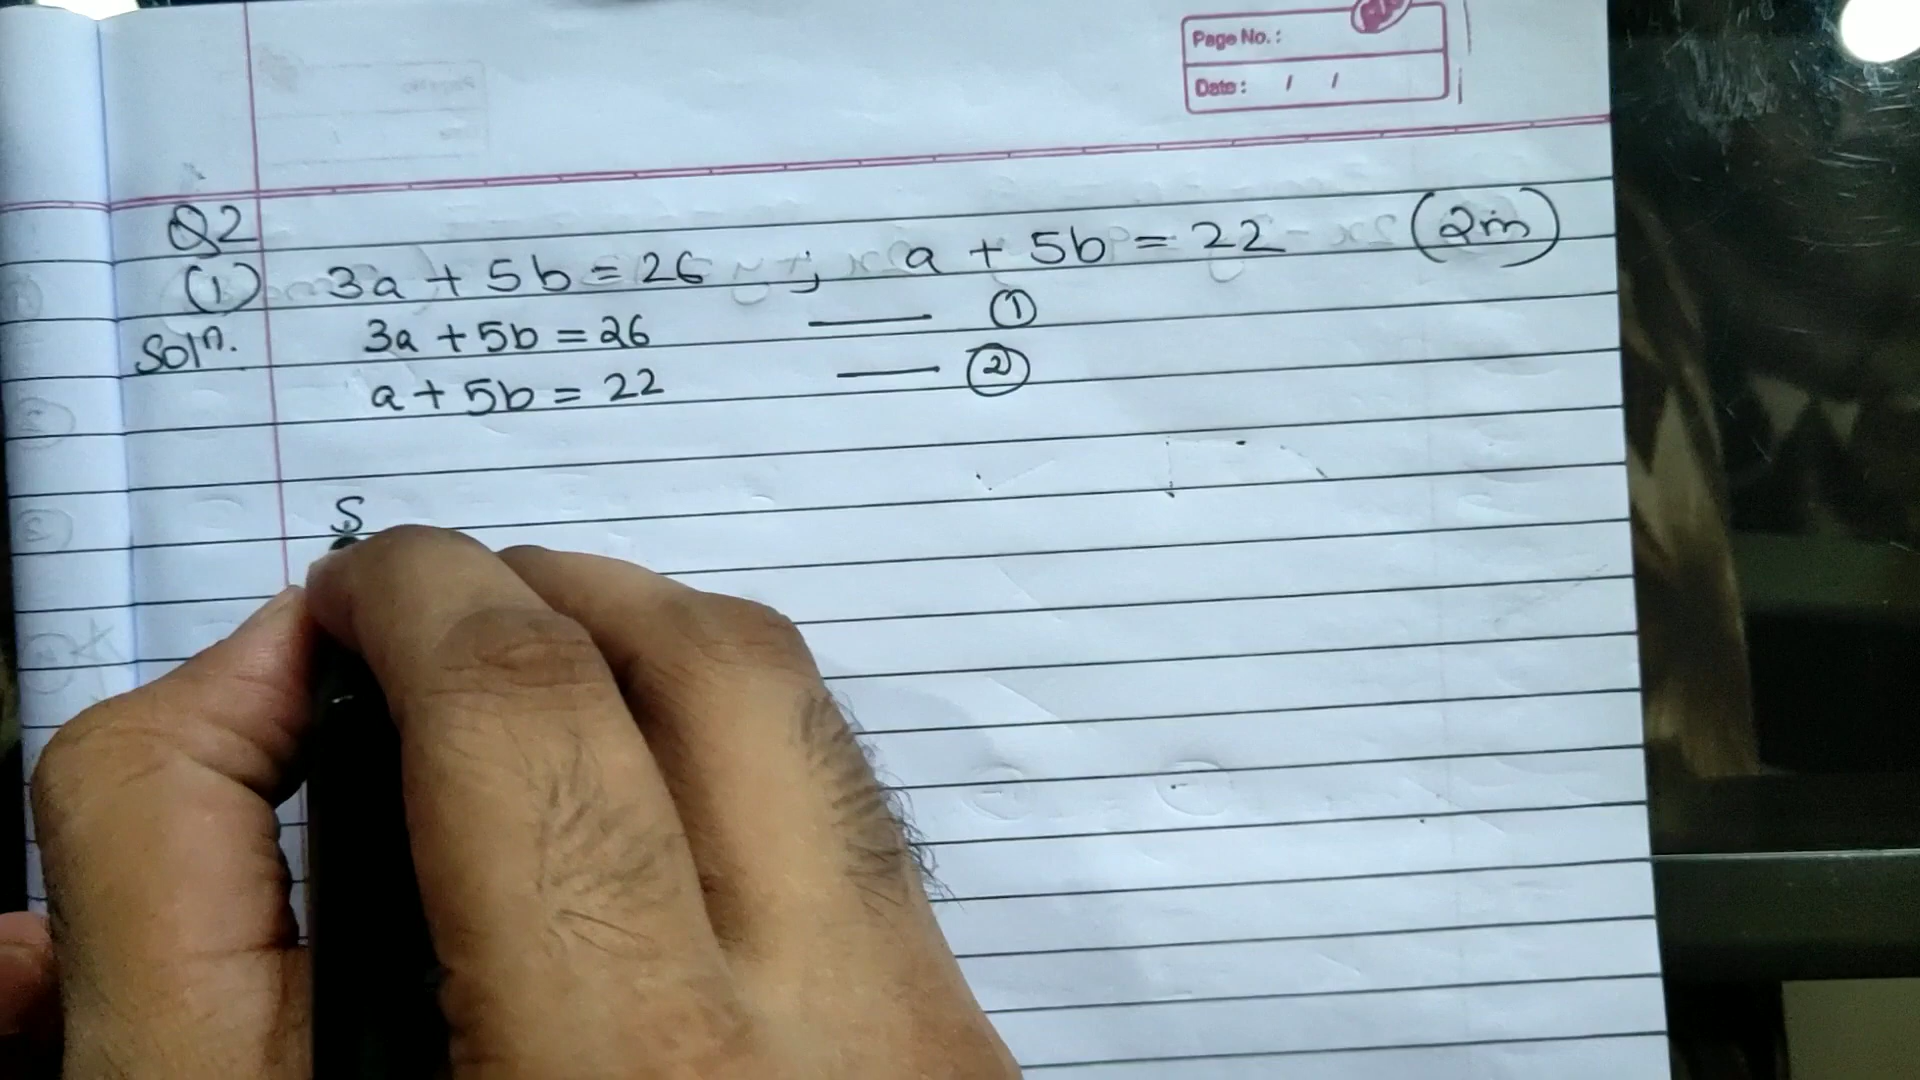 Page No. :
Date : / /
Q2
(1) 3a + 5b = 26 ; a + 5b = 22 (2m)
Solⁿ. 3a + 5b = 26 —— ①
a + 5b = 22 —— ②
S